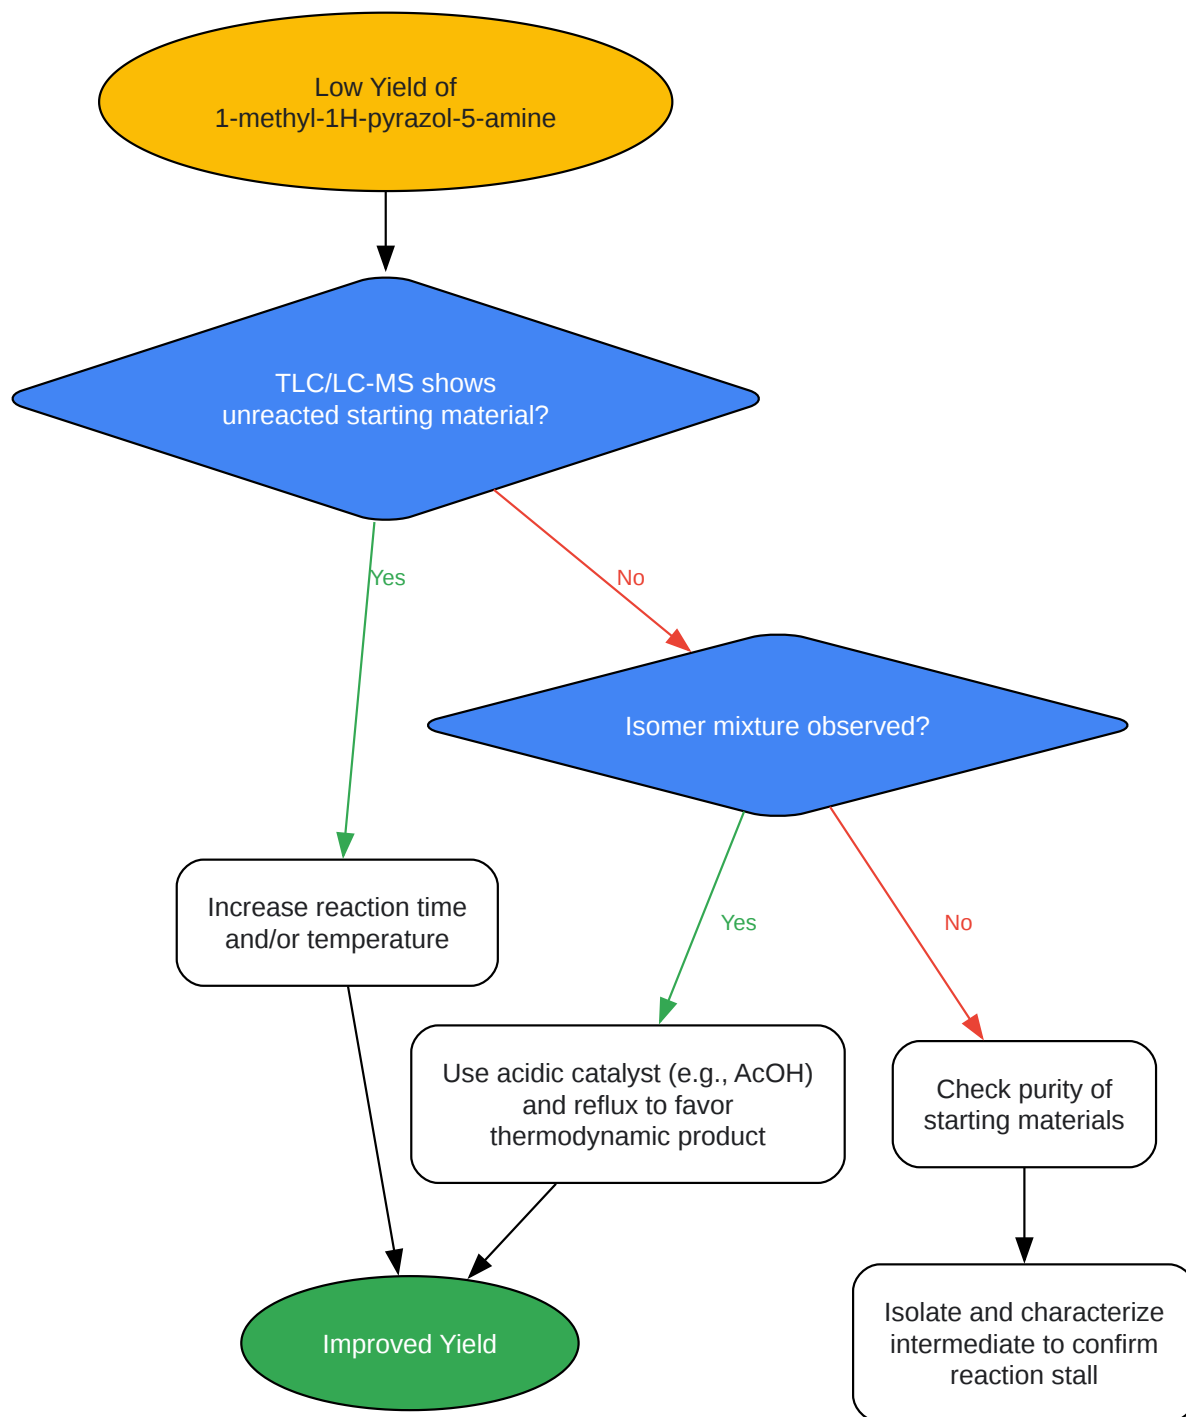 Low Yield of
1-methyl-1H-pyrazol-5-amine
TLC/LC-MS shows
unreacted starting material?
Yes
No
Isomer mixture observed?
Increase reaction time
and/or temperature
Yes
No
Use acidic catalyst (e.g., AcOH)
and reflux to favor
thermodynamic product
Check purity of
starting materials
Improved Yield
Isolate and characterize
intermediate to confirm
reaction stall